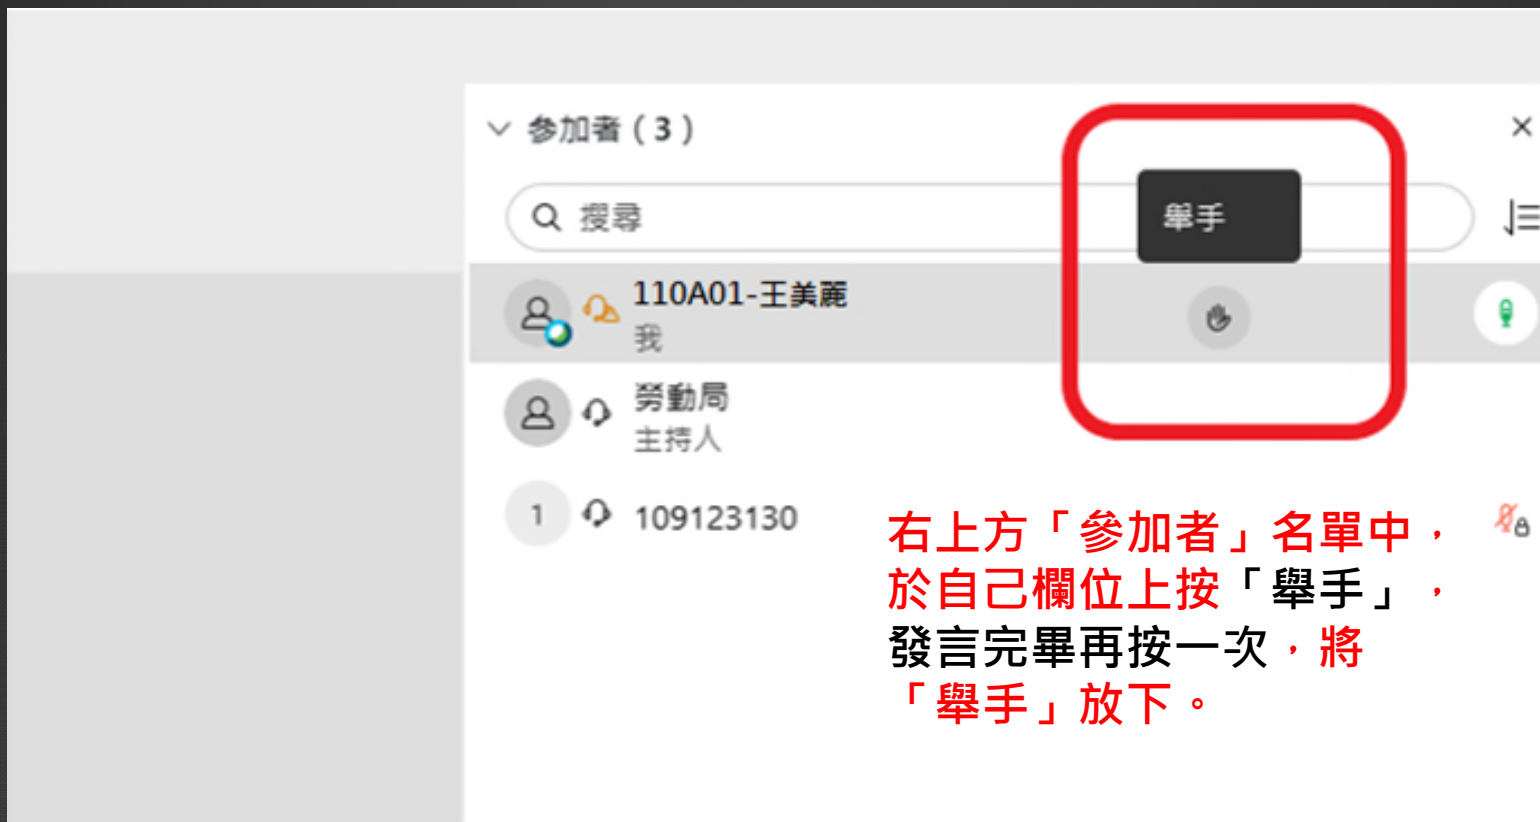 參加者(3)
搜尋
舉手
110A01-王美麗
我
勞動局
主持人
1
109123130
右上方「參加者」名單中，
於自己欄位上按「舉手」，
發言完畢再按一次，將
「舉手」放下。